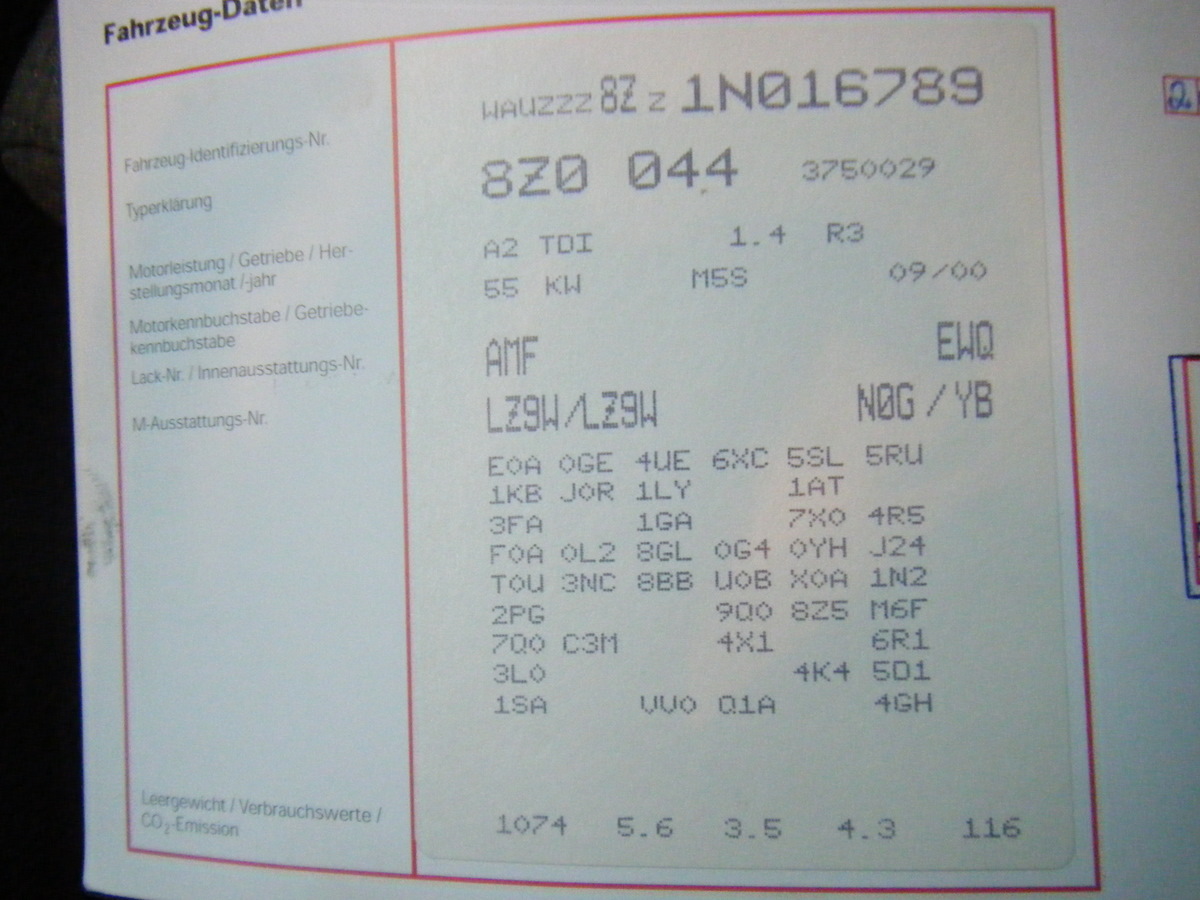 Fahrzeug-Daten
WAUZZZ 8Z Z 1N016789
Fahrzeug-Identifizierungs-Nr.
8Z0 044 3750029
Typerklärung
A2 TDI 1.4 R3
Motorleistung / Getriebe / Her-
stellungsmonat /-jahr
55 KW M5S 09/00
Motorkennbuchstabe / Getriebe-
kennbuchstabe
AMF EWQ
Lack-Nr. / Innenausstattungs-Nr.
LZ9W/LZ9W N0G / YB
M-Ausstattungs-Nr.
E0A 0GE 4UE 6XC 5SL 5RU
1KB J0R 1LY 1AT
3FA 1GA 7X0 4R5
F0A 0L2 8GL 0G4 0YH J24
T0U 3NC 8BB U0B X0A 1N2
2PG 9Q0 8Z5 M6F
7Q0 C3M 4X1 6R1
3L0 4K4 5D1
1SA VV0 Q1A 4GH
Leergewicht / Verbrauchswerte /
CO₂-Emission
1074 5.6 3.5 4.3 116